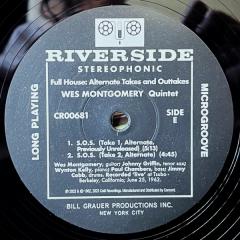 RIVERSIDE
STEREOPHONIC
Full House: Alternate Takes and Outtakes
WES MONTGOMERY Quintet
CR00681
SIDE
E
LONG PLAYING
MICROGROOVE
1. S.O.S. (Take 1, Alternate,
Previously Unreleased) (5:13)
2. S.O.S. (Take 2, Alternate) (4:45)
Wes Montgomery, guitar; Johnny Griffin, tenor sax;
Wynton Kelly, piano; Paul Chambers, bass; Jimmy
Cobb, drums. Recorded 'live' at Tsubo-
Berkeley, California; June 25, 1962.
BILL GRAUER PRODUCTIONS INC.
NEW YORK CITY